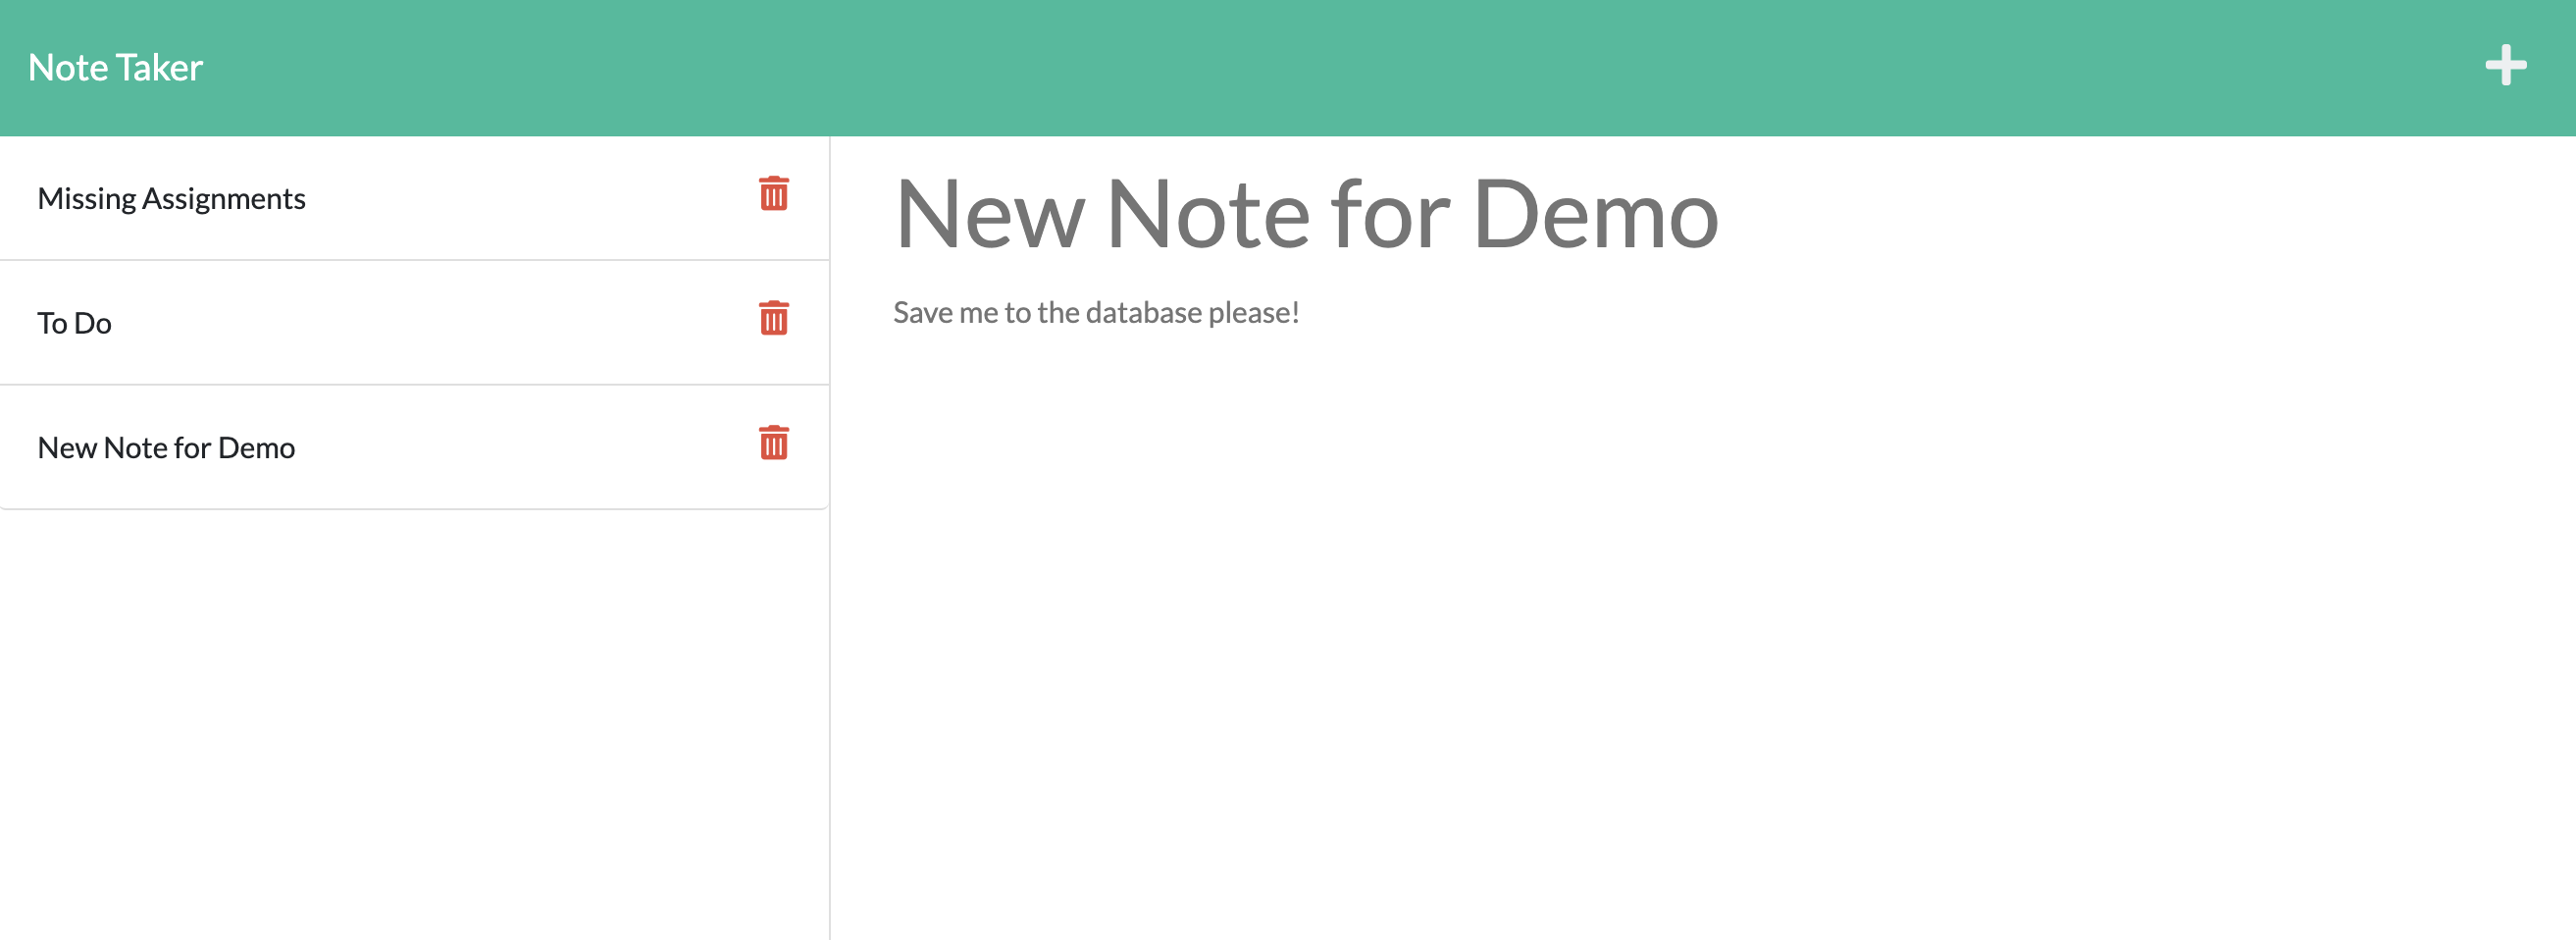 Note Taker
Missing Assignments
To Do
New Note for Demo
New Note for Demo
Save me to the database please!